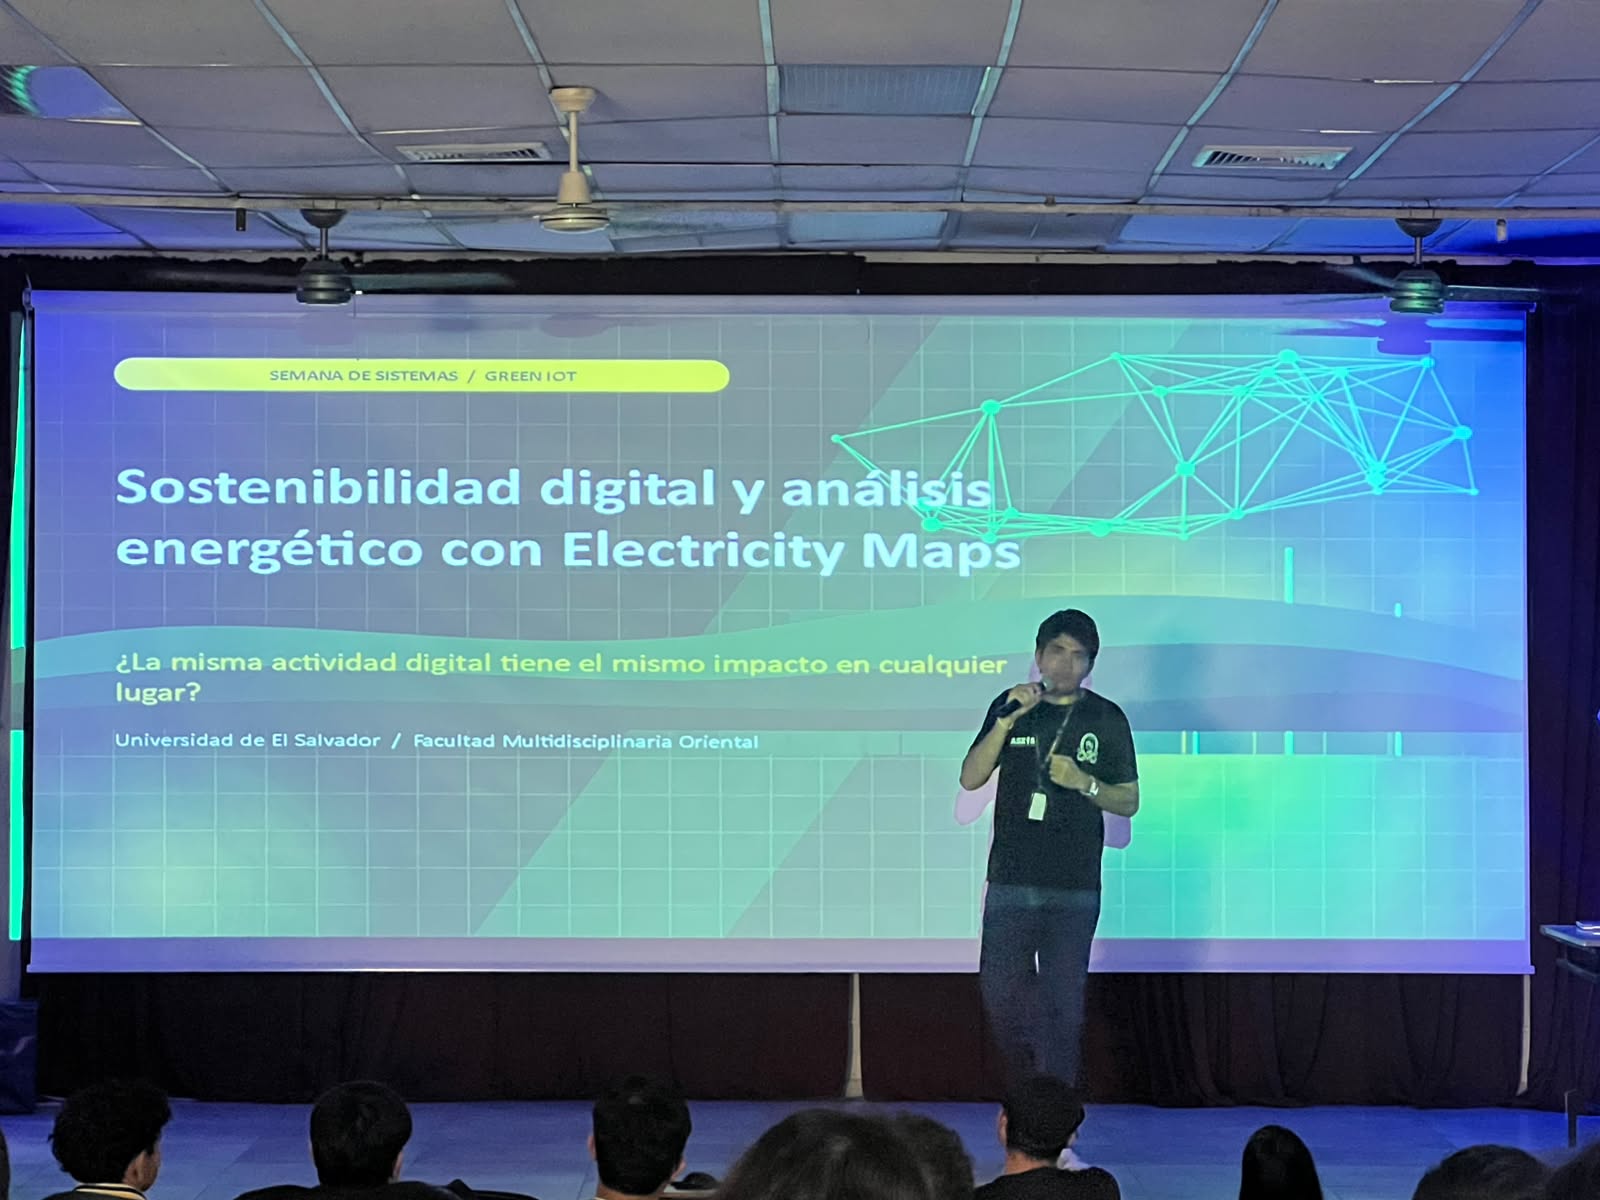 SEMANA DE SISTEMAS / GREEN IOT
Sostenibilidad digital y análisis
energético con Electricity Maps
¿La misma actividad digital tiene el mismo impacto en cualquier
lugar?
Universidad de El Salvador / Facultad Multidisciplinaria Oriental